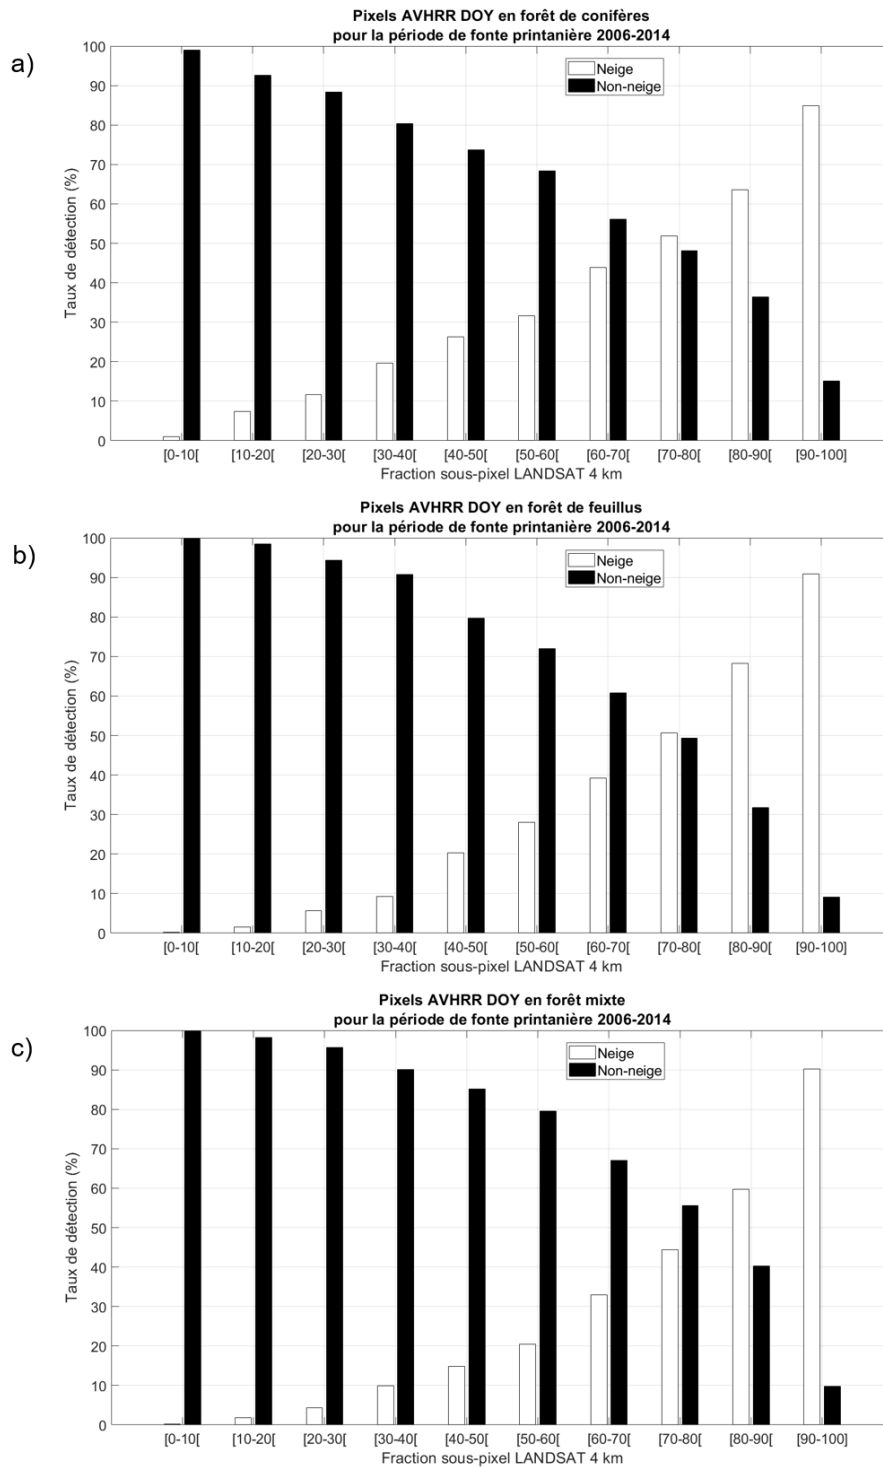 Pixels AVHRR DOY en forêt de conifères
pour la période de fonte printanière 2006-2014
a)
100
90
80
70
60
50
40
30
20
10
0
Taux de détection (%)
Neige
Non-neige
[0-10[ [10-20[ [20-30[ [30-40[ [40-50[ [50-60[ [60-70[ [70-80[ [80-90[ [90-100]
Fraction sous-pixel LANDSAT 4 km
Pixels AVHRR DOY en forêt de feuillus
pour la période de fonte printanière 2006-2014
b)
100
90
80
70
60
50
40
30
20
10
0
Taux de détection (%)
Neige
Non-neige
[0-10[ [10-20[ [20-30[ [30-40[ [40-50[ [50-60[ [60-70[ [70-80[ [80-90[ [90-100]
Fraction sous-pixel LANDSAT 4 km
Pixels AVHRR DOY en forêt mixte
pour la période de fonte printanière 2006-2014
c)
100
90
80
70
60
50
40
30
20
10
0
Taux de détection (%)
Neige
Non-neige
[0-10[ [10-20[ [20-30[ [30-40[ [40-50[ [50-60[ [60-70[ [70-80[ [80-90[ [90-100]
Fraction sous-pixel LANDSAT 4 km